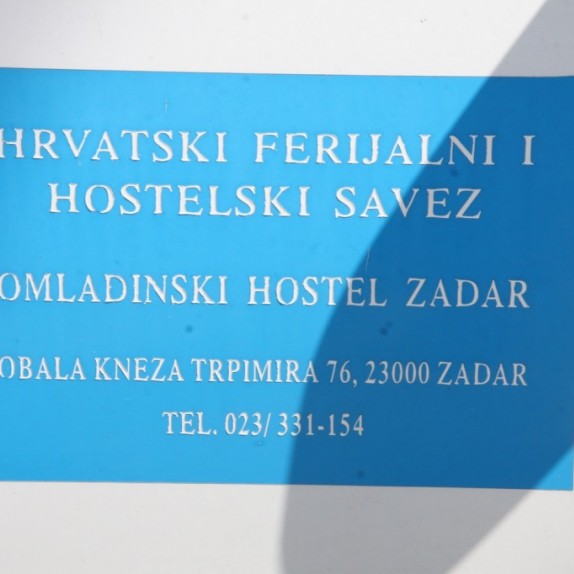 HRVATSKI FERIJALNI I
HOSTELSKI SAVEZ
OMLADINSKI HOSTEL ZADAR
OBALA KNEZA TRPIMIRA 76, 23000 ZADAR
TEL. 023/ 331-154